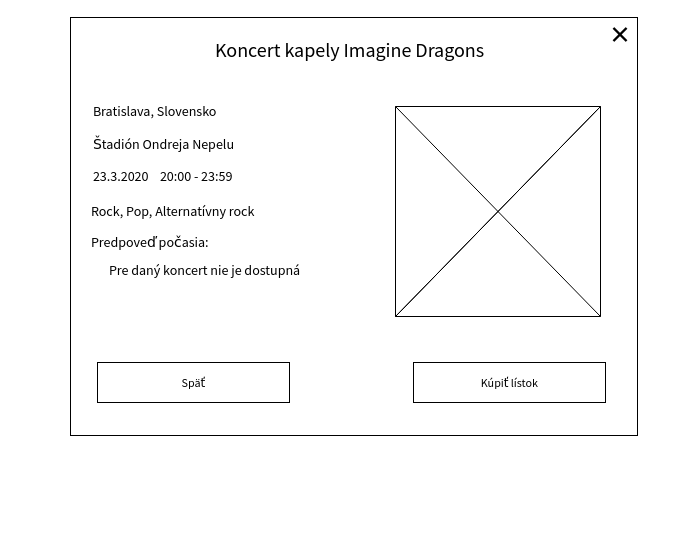 Koncert kapely Imagine Dragons
Bratislava, Slovensko
Štadión Ondreja Nepelu
23.3.2020 20:00 - 23:59
Rock, Pop, Alternatívny rock
Predpoveď počasia:
Pre daný koncert nie je dostupná
Späť
Kúpiť lístok